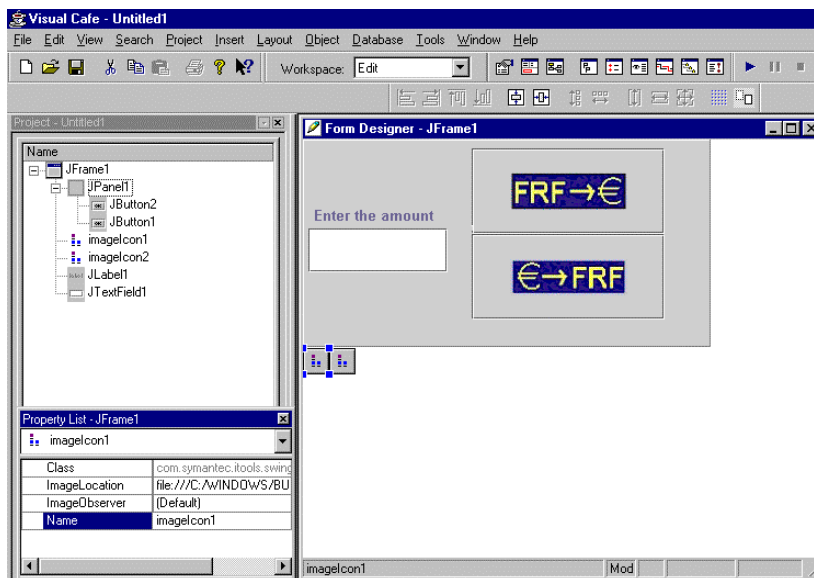 Visual Cafe - Untitled1
File Edit View Search Project Insert Layout Object Database Tools Window Help
Workspace: Edit
Project - Untitled1
Name
JFrame1
JPanel1
JButton2
JButton1
imageIcon1
imageIcon2
JLabel1
JTextField1
Form Designer - JFrame1
Enter the amount
FRF→€
€→FRF
Property List - JFrame1
imageIcon1
Class com.symantec.itools.swing
ImageLocation file:///C:/WINDOWS/BU
ImageObserver (Default)
Name imageIcon1
imageIcon1 Mod